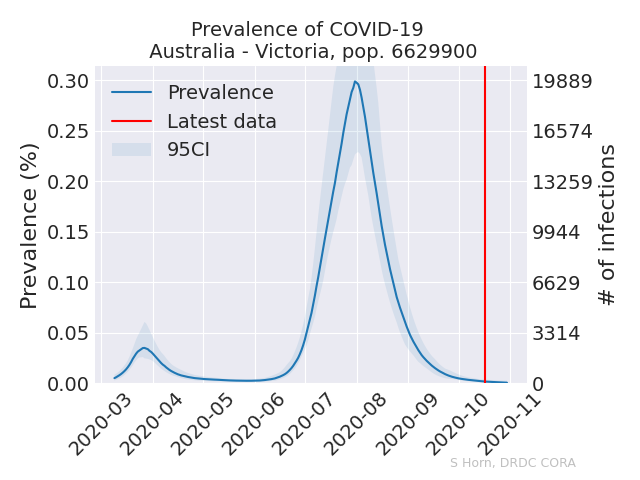 Prevalence of COVID-19
Australia - Victoria, pop. 6629900
Prevalence (%)
0.30
0.25
0.20
0.15
0.10
0.05
0.00
Prevalence
Latest data
95CI
19889
16574
13259
9944
6629
3314
0
# of infections
2020-03
2020-04
2020-05
2020-06
2020-07
2020-08
2020-09
2020-10
2020-11
S Horn, DRDC CORA